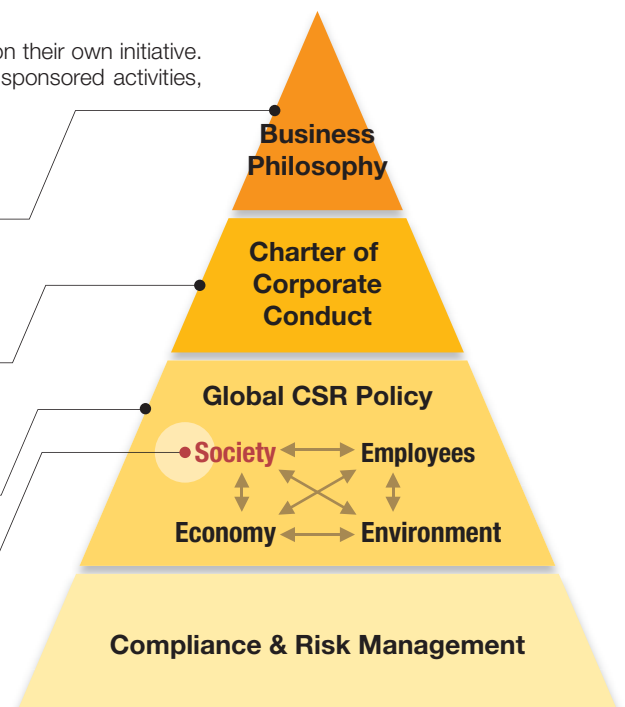 on their own initiative.
sponsored activities,
Business
Philosophy
Charter of
Corporate
Conduct
Global CSR Policy
Society Employees
Economy Environment
Compliance & Risk Management